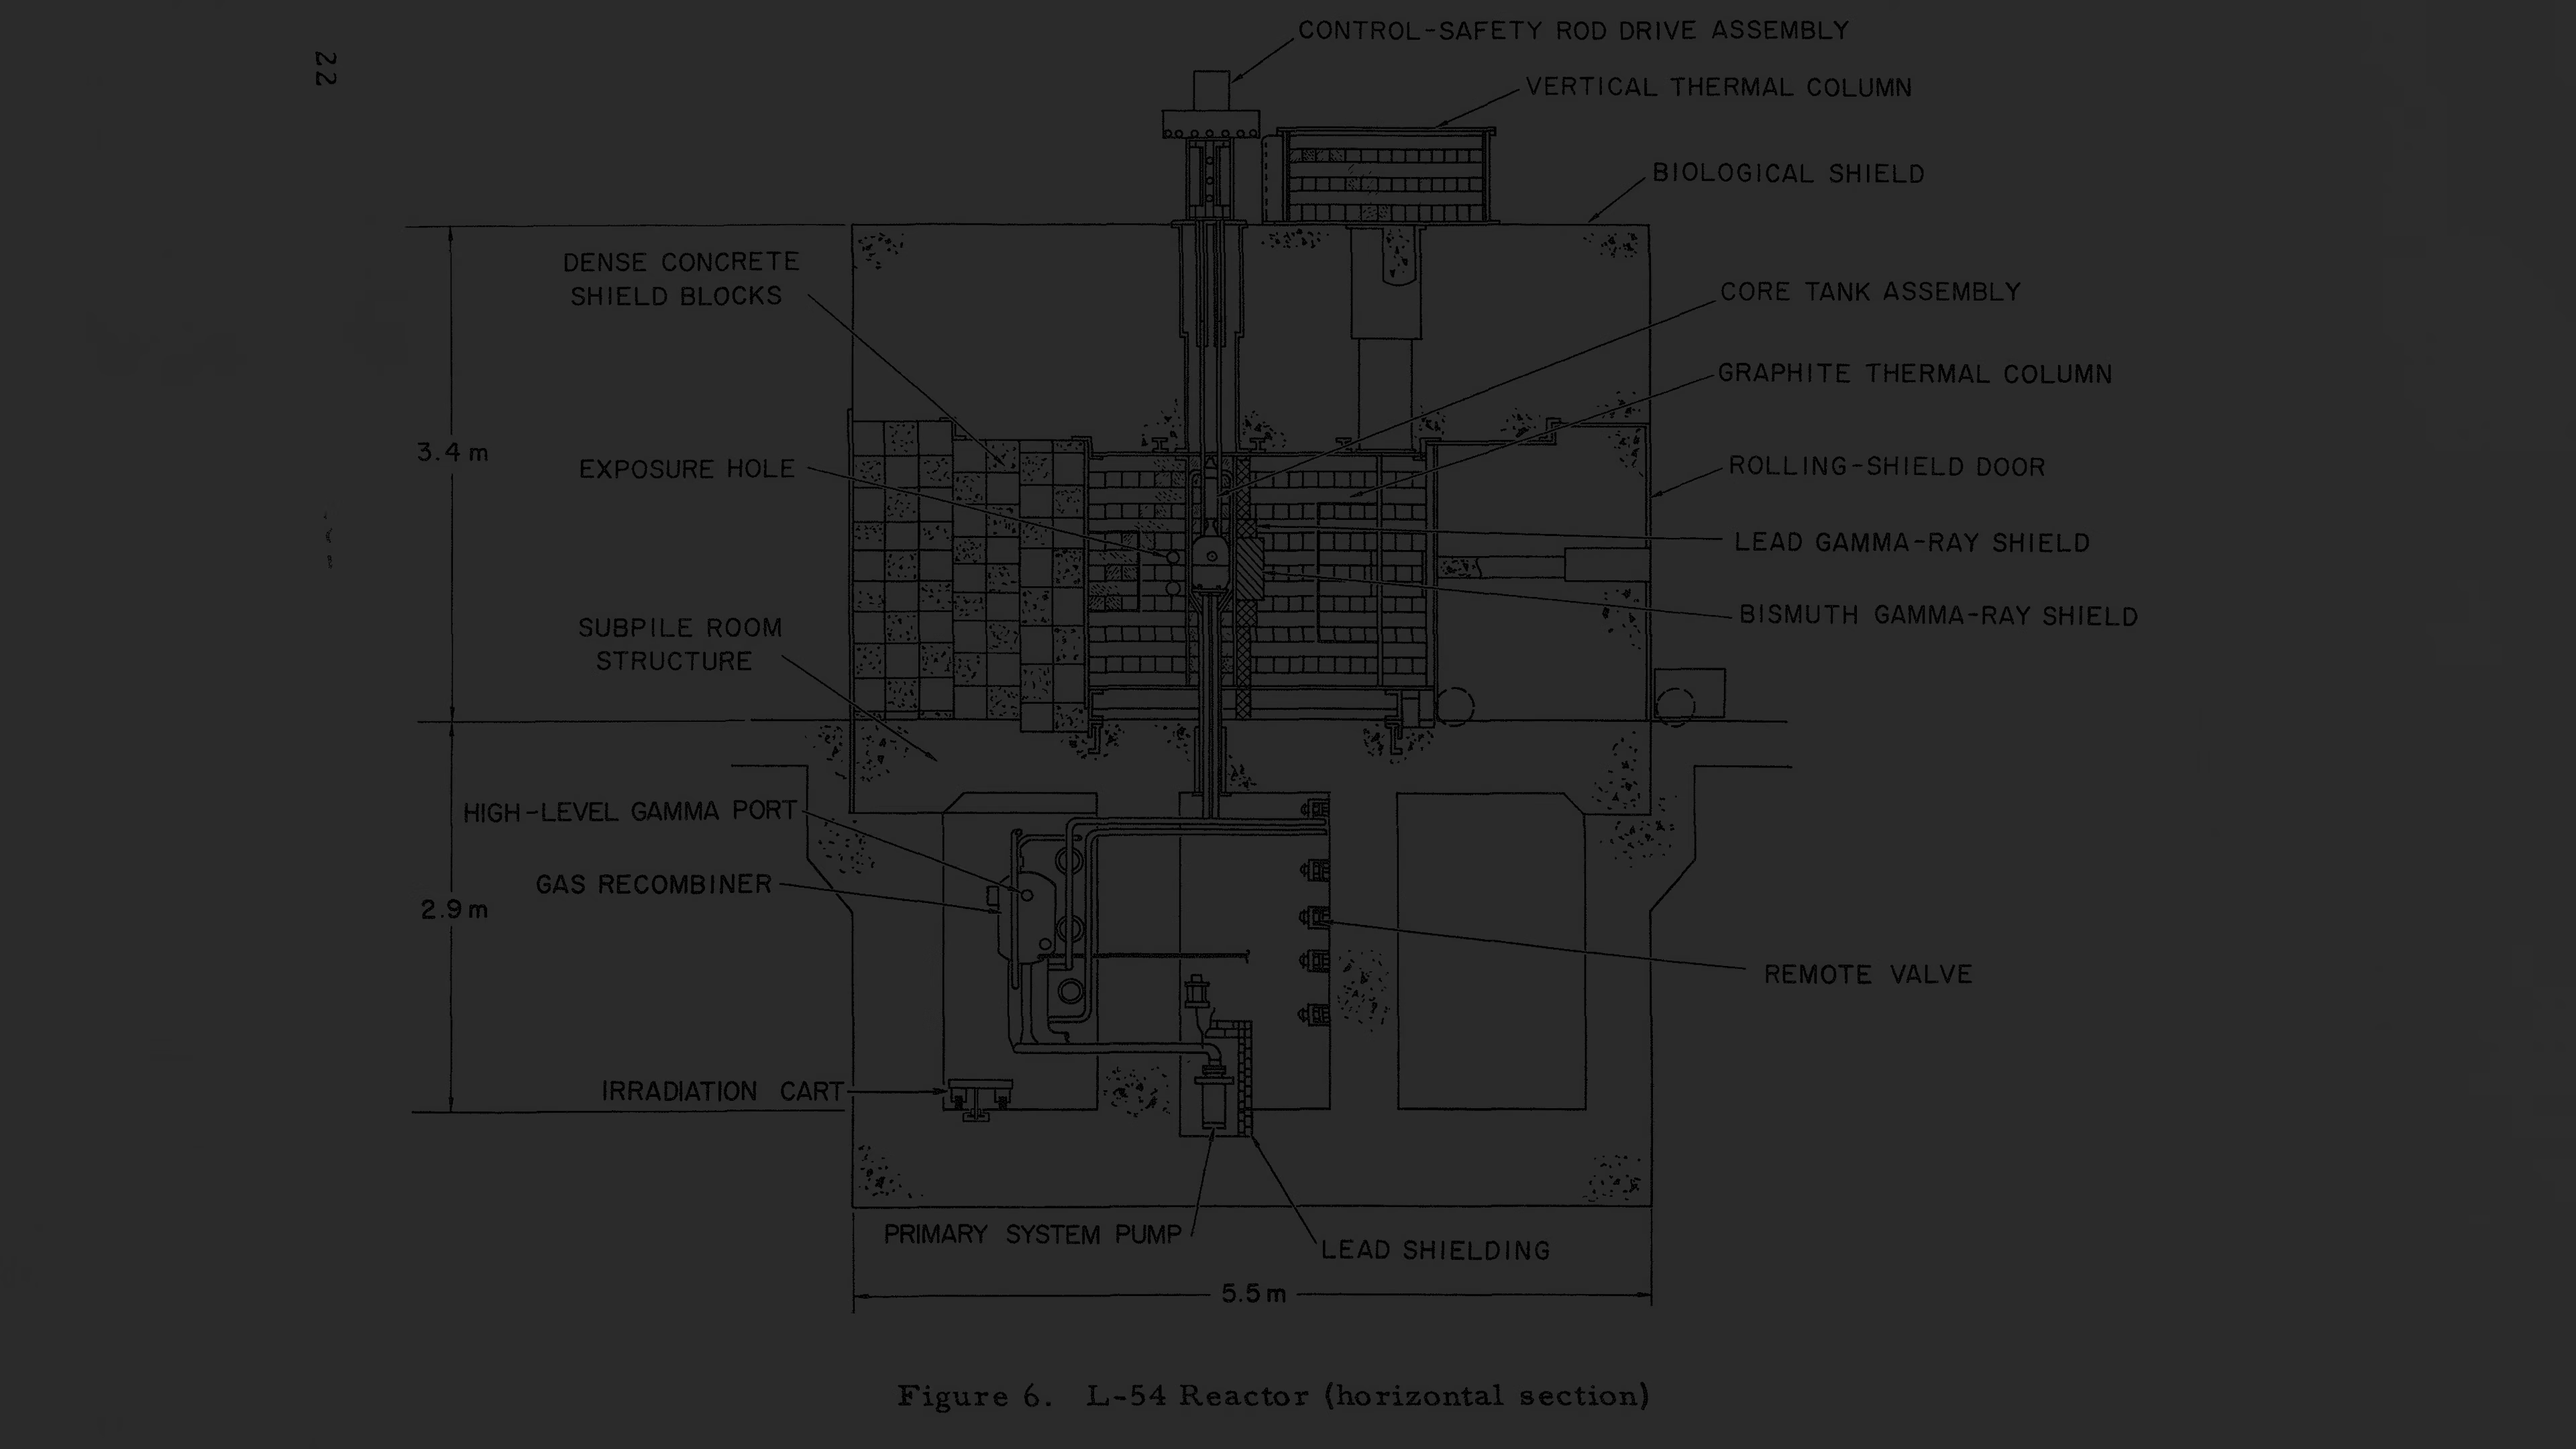 22
CONTROL-SAFETY ROD DRIVE ASSEMBLY
VERTICAL THERMAL COLUMN
BIOLOGICAL SHIELD
DENSE CONCRETE
SHIELD BLOCKS
CORE TANK ASSEMBLY
GRAPHITE THERMAL COLUMN
3.4 m
EXPOSURE HOLE
ROLLING-SHIELD DOOR
LEAD GAMMA-RAY SHIELD
BISMUTH GAMMA-RAY SHIELD
SUBPILE ROOM
STRUCTURE
HIGH-LEVEL GAMMA PORT
GAS RECOMBINER
2.9 m
REMOTE VALVE
IRRADIATION CART
PRIMARY SYSTEM PUMP
LEAD SHIELDING
5.5 m
Figure 6. L-54 Reactor (horizontal section)